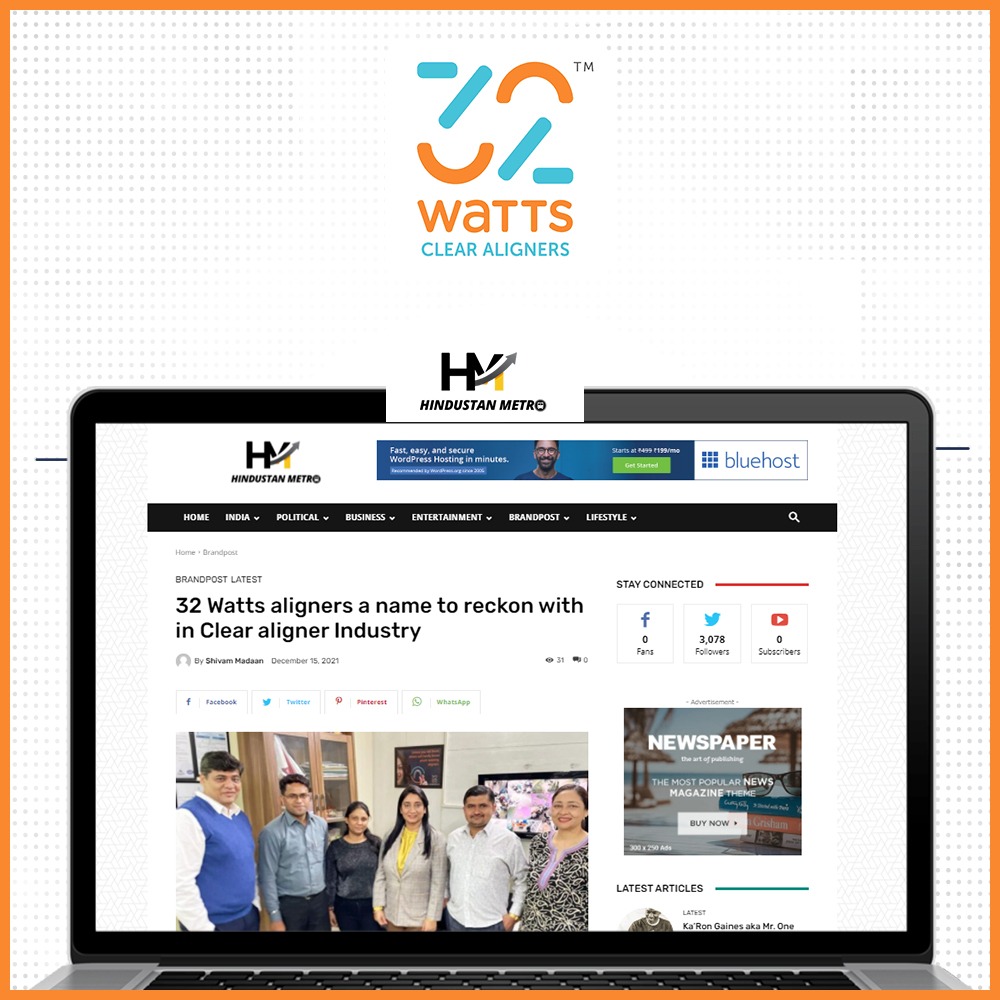 32
TM
WATTS
CLEAR ALIGNERS
HM
HINDUSTAN METRO
HM
HINDUSTAN METRO
Fast, easy, and secure
WordPress Hosting in minutes.
Recommended by WordPress.org since 2005
Starts at ₹499 ₹199/mo
Get Started
bluehost
HOME INDIA POLITICAL BUSINESS ENTERTAINMENT BRANDPOST LIFESTYLE
Home › Brandpost
BRANDPOST LATEST
32 Watts aligners a name to reckon with
in Clear aligner Industry
By Shivam Madaan December 15, 2021
31 0
Facebook Twitter Pinterest WhatsApp
STAY CONNECTED
0
Fans
3,078
Followers
0
Subscribers
- Advertisement -
NEWSPAPER
the art of publishing
THE MOST POPULAR NEWS
MAGAZINE THEME
BUY NOW
Grisham
300 x 250 Ads
LATEST ARTICLES
LATEST
Ka'Ron Gaines aka Mr. One